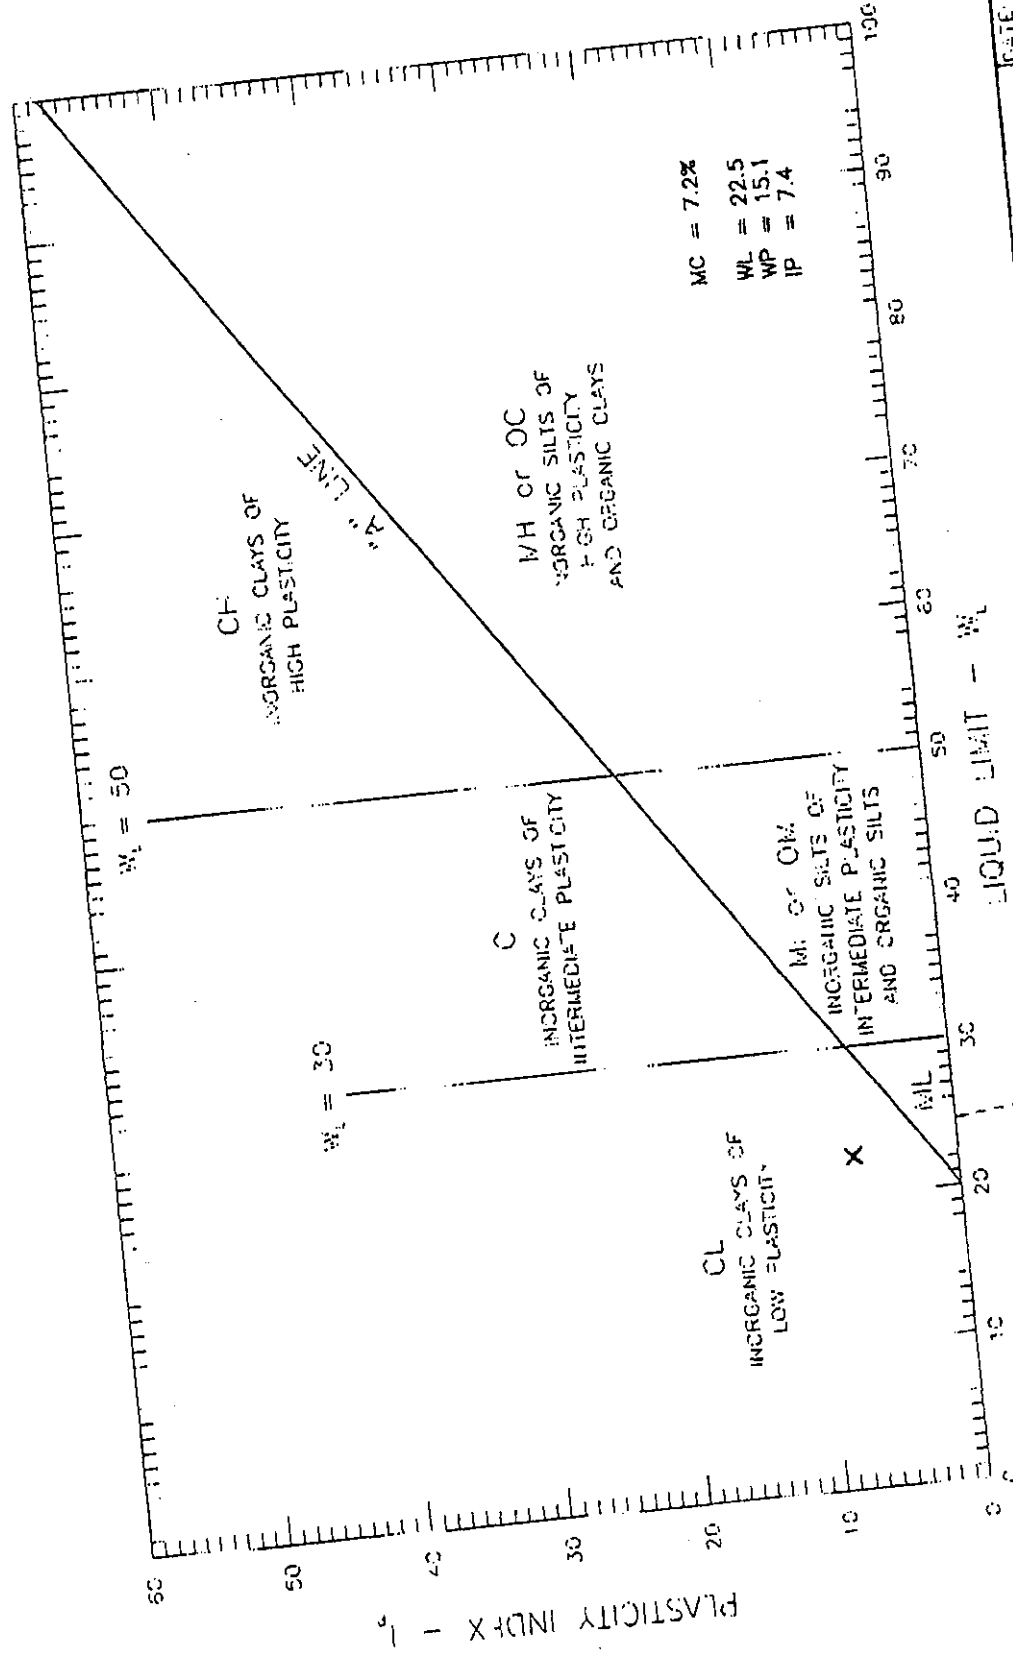 PLASTICITY INDEX - Ip
60
50
40
30
20
10
0
WL = 50
WL = 30
CH
INORGANIC CLAYS OF
HIGH PLASTICITY
"A" LINE
C
INORGANIC CLAYS OF
INTERMEDIATE PLASTICITY
MH or OC
INORGANIC SILTS OF
HIGH PLASTICITY
AND ORGANIC CLAYS
CL
INORGANIC CLAYS OF
LOW PLASTICITY
X
MI or OM
INORGANIC SILTS OF
INTERMEDIATE PLASTICITY
AND ORGANIC SILTS
ML
MC = 7.2%
WL = 22.5
WP = 15.1
IP = 7.4
10
20
30
40
50
60
70
80
90
100
LIQUID LIMIT - WL
DATE